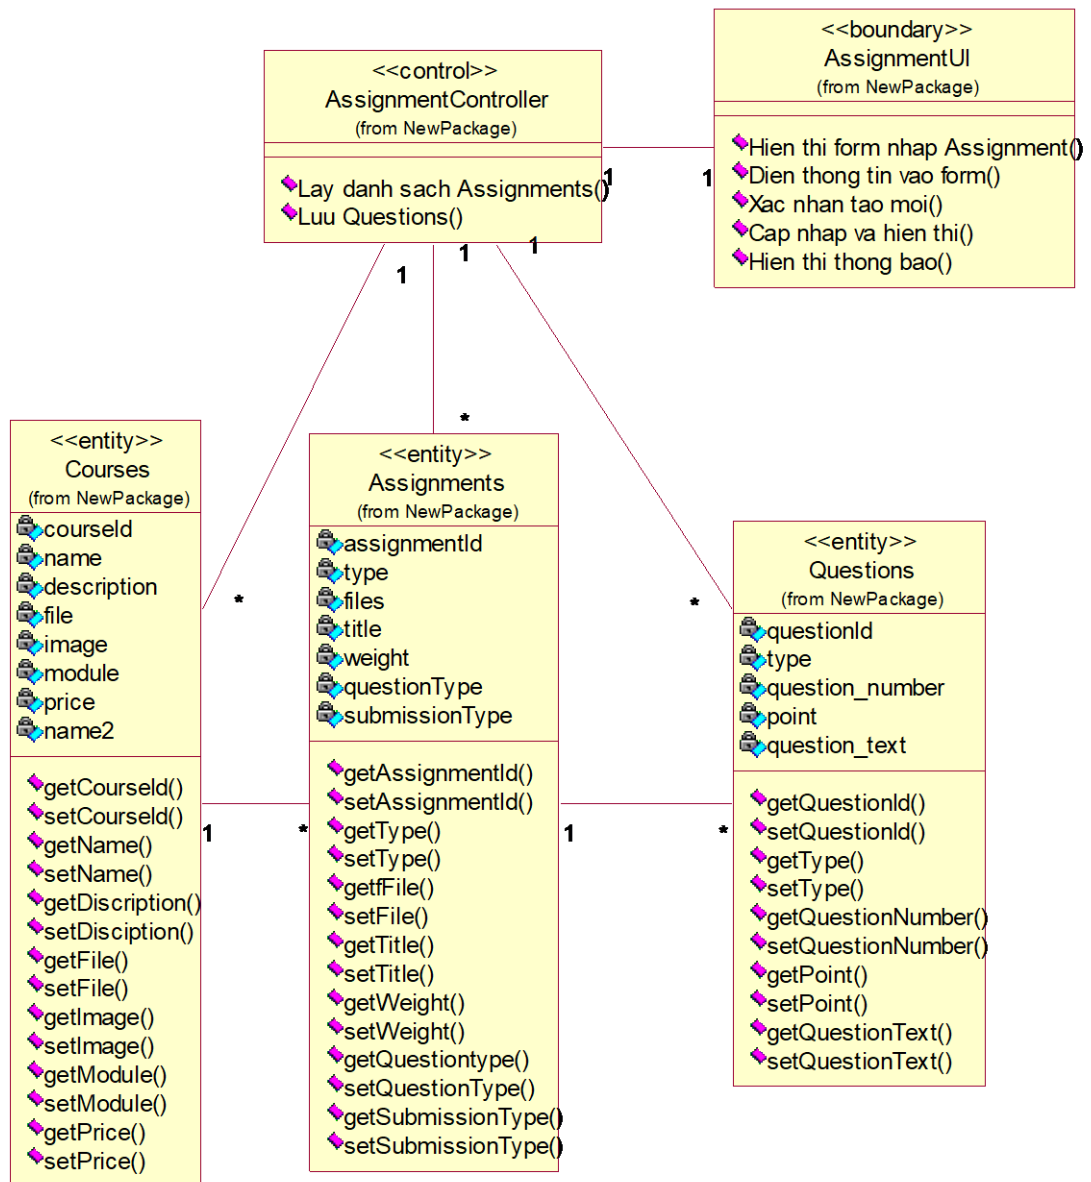 <<control>>
AssignmentController
(from NewPackage)
Lay danh sach Assignments()
Luu Questions()
1
1
1
1
<<boundary>>
AssignmentUI
(from NewPackage)
Hien thi form nhap Assignment()
Dien thong tin vao form()
Xac nhan tao moi()
Cap nhap va hien thi()
Hien thi thong bao()
1
*
*
*
<<entity>>
Courses
(from NewPackage)
courseId
name
description
file
image
module
price
name2
getCourseId()
setCourseId()
getName()
setName()
getDiscription()
setDisciption()
getFile()
setFile()
getImage()
setImage()
getModule()
setModule()
getPrice()
setPrice()
1
*
<<entity>>
Assignments
(from NewPackage)
assignmentId
type
files
title
weight
questionType
submissionType
getAssignmentId()
setAssignmentId()
getType()
setType()
getfFile()
setFile()
getTitle()
setTitle()
getWeight()
setWeight()
getQuestiontype()
setQuestionType()
getSubmissionType()
setSubmissionType()
1
*
<<entity>>
Questions
(from NewPackage)
questionId
type
question_number
point
question_text
getQuestionId()
setQuestionId()
getType()
setType()
getQuestionNumber()
setQuestionNumber()
getPoint()
setPoint()
getQuestionText()
setQuestionText()